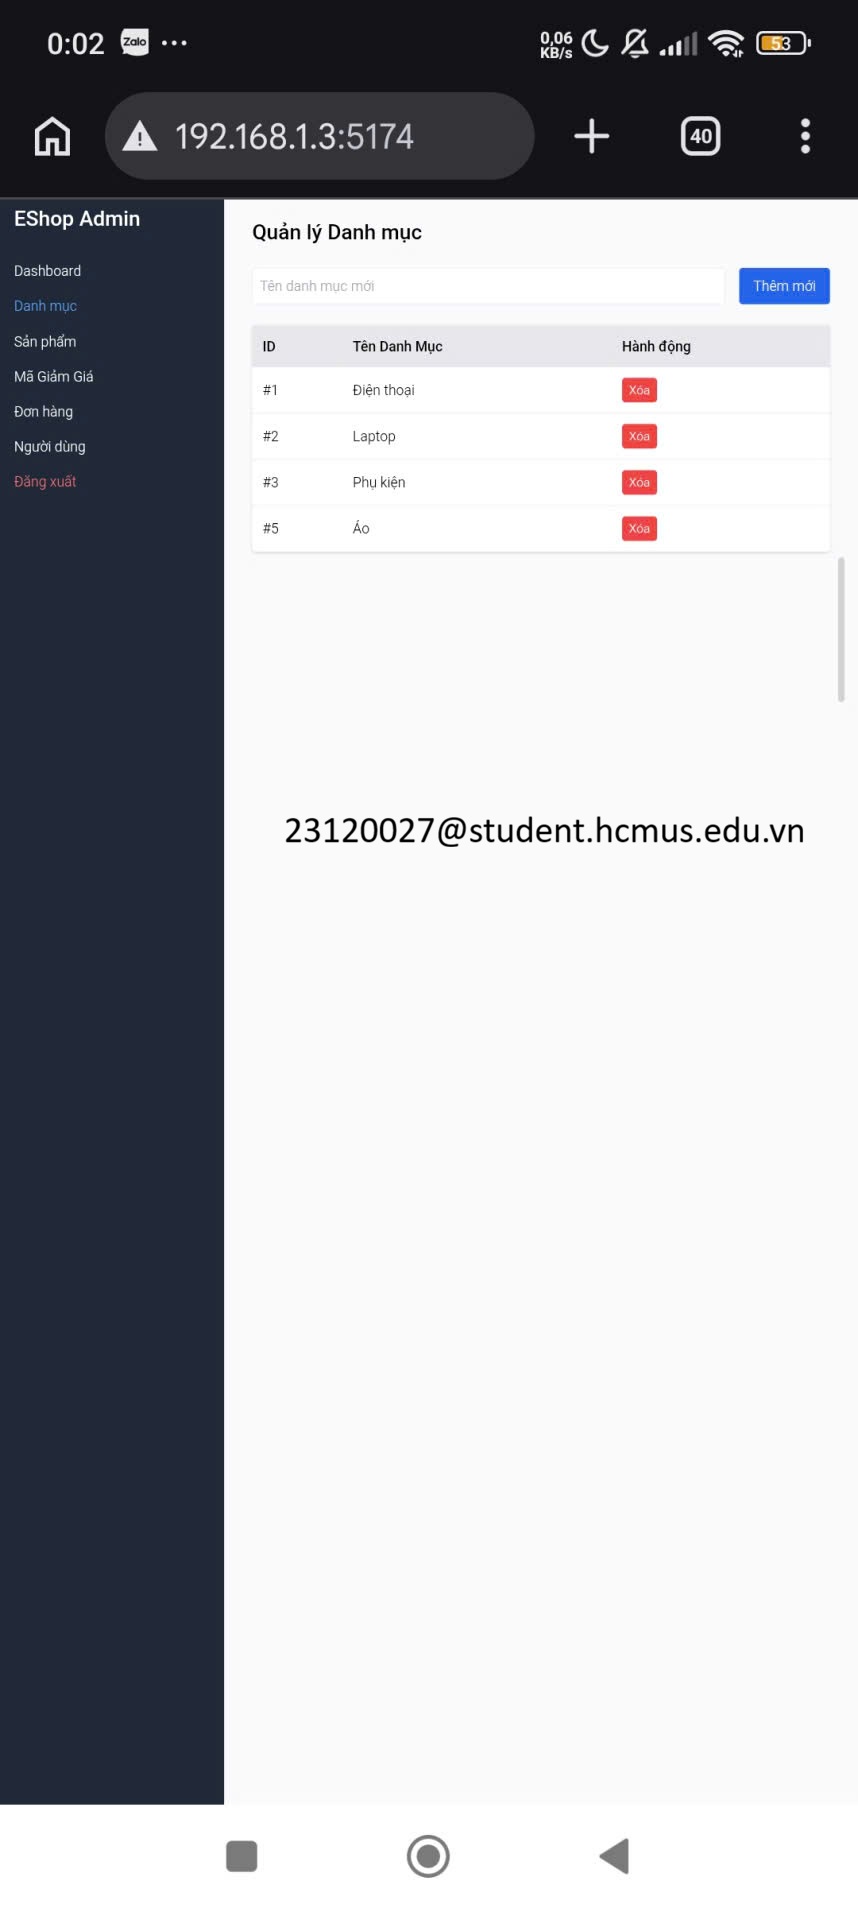 0:02 Zalo ...
0,06 KB/s
53
192.168.1.3:5174
40
EShop Admin
Dashboard
Danh mục
Sản phẩm
Mã Giảm Giá
Đơn hàng
Người dùng
Đăng xuất
Quản lý Danh mục
Tên danh mục mới
Thêm mới
ID Tên Danh Mục Hành động
#1 Điện thoại Xóa
#2 Laptop Xóa
#3 Phụ kiện Xóa
#5 Áo Xóa
23120027@student.hcmus.edu.vn